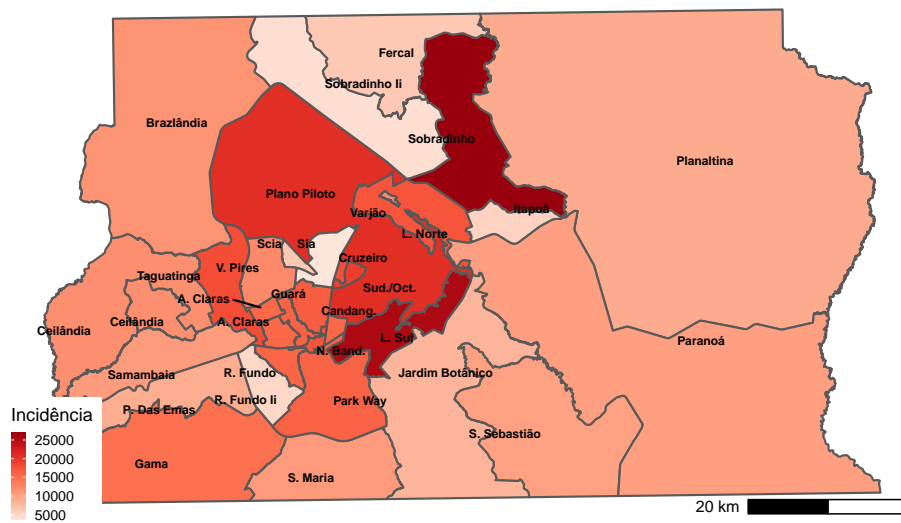 Fercal
Sobradinho Ii
Brazlândia
Sobradinho
Planaltina
Plano Piloto
Itapoã
Varjão
L. Norte
Scia
Sia
Cruzeiro
Taguatinga
V. Pires
Sud./Oct.
Guará
A. Claras
Candang.
Ceilândia
Ceilândia
A. Claras
L. Sul
Paranoá
N. Band.
Samambaia
R. Fundo
Jardim Botânico
R. Fundo Ii
Park Way
P. Das Emas
S. Sebastião
Gama
S. Maria
Incidência
25000
20000
15000
10000
5000
20 km